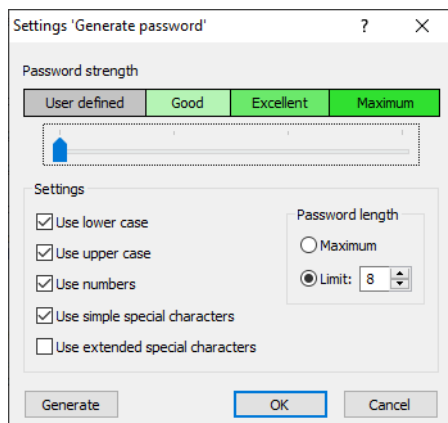 Settings 'Generate password' ? ×
Password strength
User defined Good Excellent Maximum
Settings
Use lower case
Use upper case
Use numbers
Use simple special characters
Use extended special characters
Password length
Maximum
Limit: 8
Generate OK Cancel